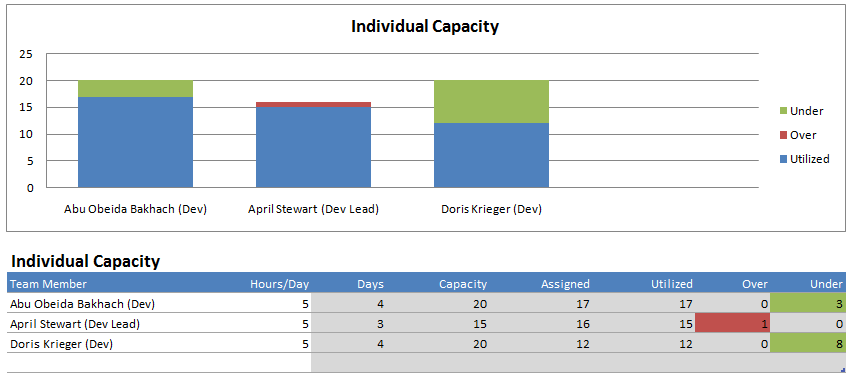 Individual Capacity
25
20
15
10
5
0
Under
Over
Utilized
Abu Obeida Bakhach (Dev) April Stewart (Dev Lead) Doris Krieger (Dev)
Individual Capacity
Team Member Hours/Day Days Capacity Assigned Utilized Over Under
Abu Obeida Bakhach (Dev) 5 4 20 17 17 0 3
April Stewart (Dev Lead) 5 3 15 16 15 1 0
Doris Krieger (Dev) 5 4 20 12 12 0 8